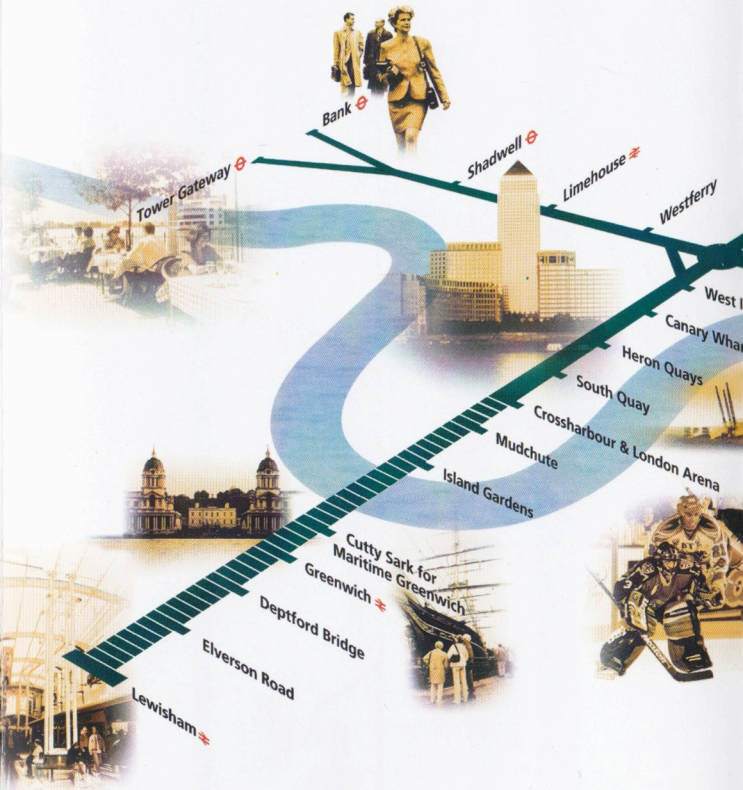 Bank
Tower Gateway
Shadwell
Limehouse
Westferry
West I
Canary Whar
Heron Quays
South Quay
Crossharbour & London Arena
Mudchute
Island Gardens
Cutty Sark for
Maritime Greenwich
Greenwich
Deptford Bridge
Elverson Road
Lewisham